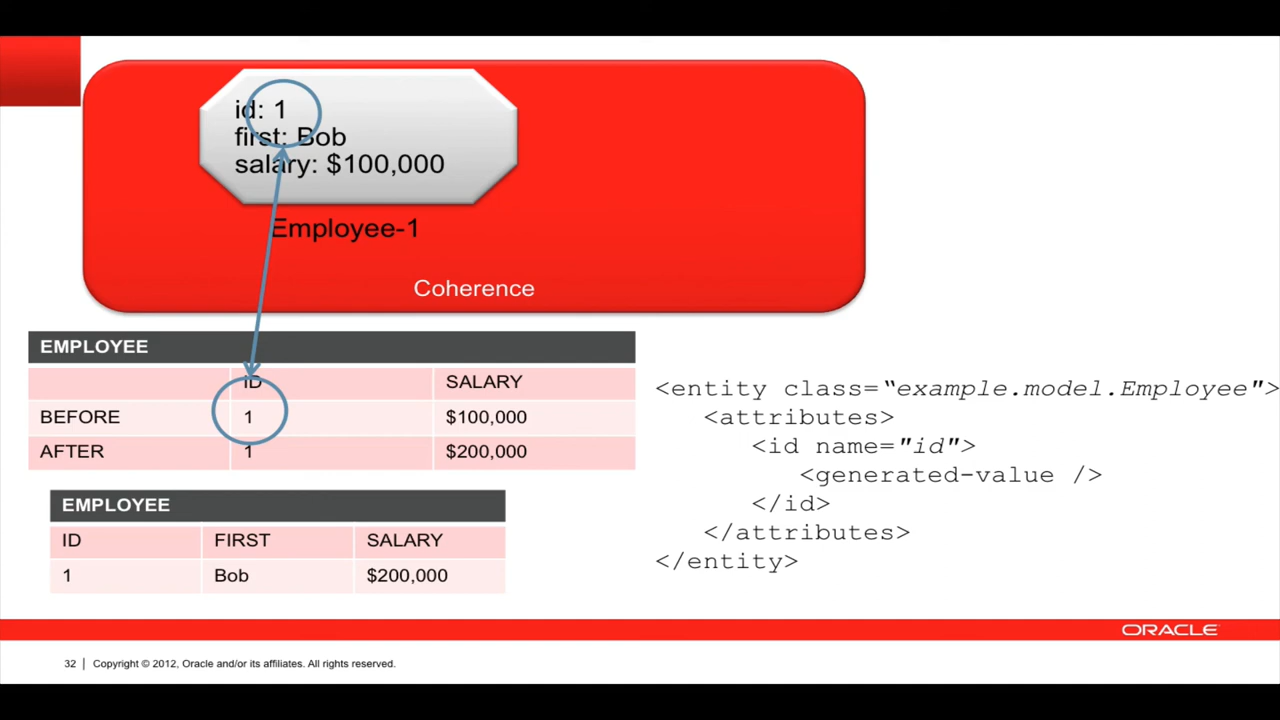 id: 1
first: Bob
salary: $100,000
Employee-1
Coherence
EMPLOYEE
ID SALARY
BEFORE 1 $100,000
AFTER 1 $200,000
EMPLOYEE
ID FIRST SALARY
1 Bob $200,000
<entity class=“example.model.Employee">
<attributes>
<id name="id">
<generated-value />
</id>
</attributes>
</entity>
ORACLE
32 | Copyright © 2012, Oracle and/or its affiliates. All rights reserved.